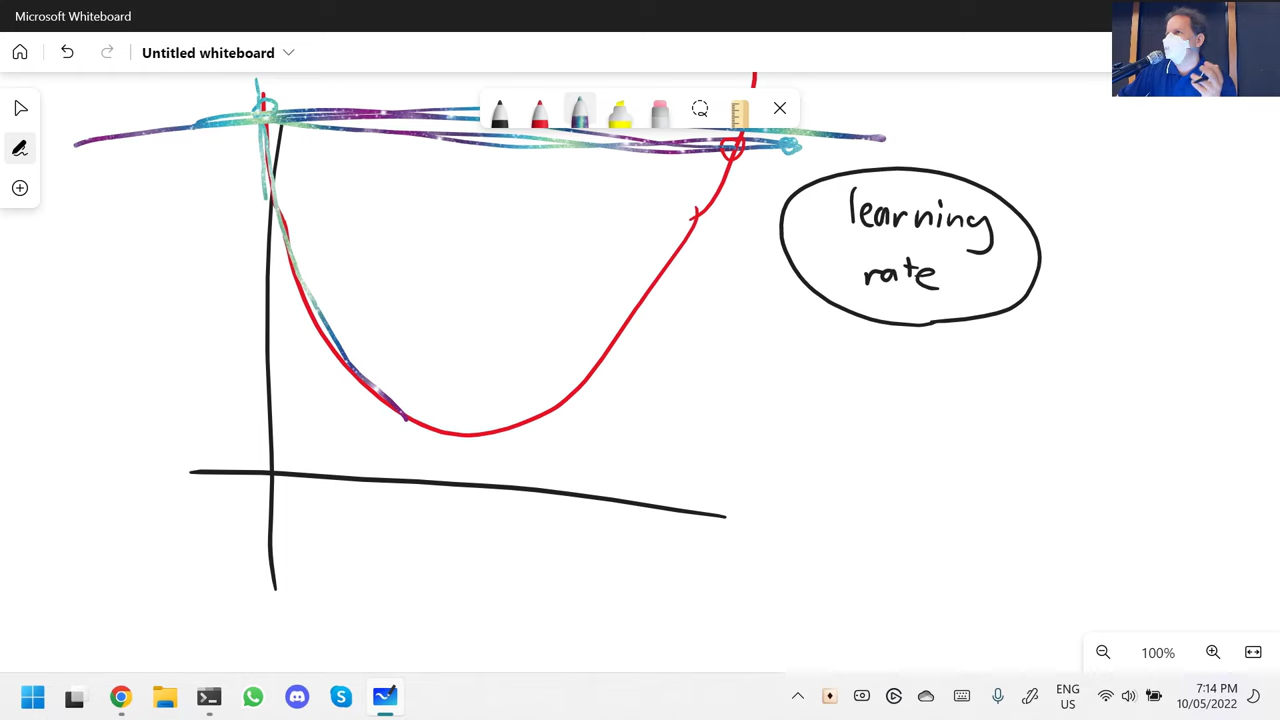 Microsoft Whiteboard
Untitled whiteboard
learning
rate
100%
ENG
US
7:14 PM
10/05/2022